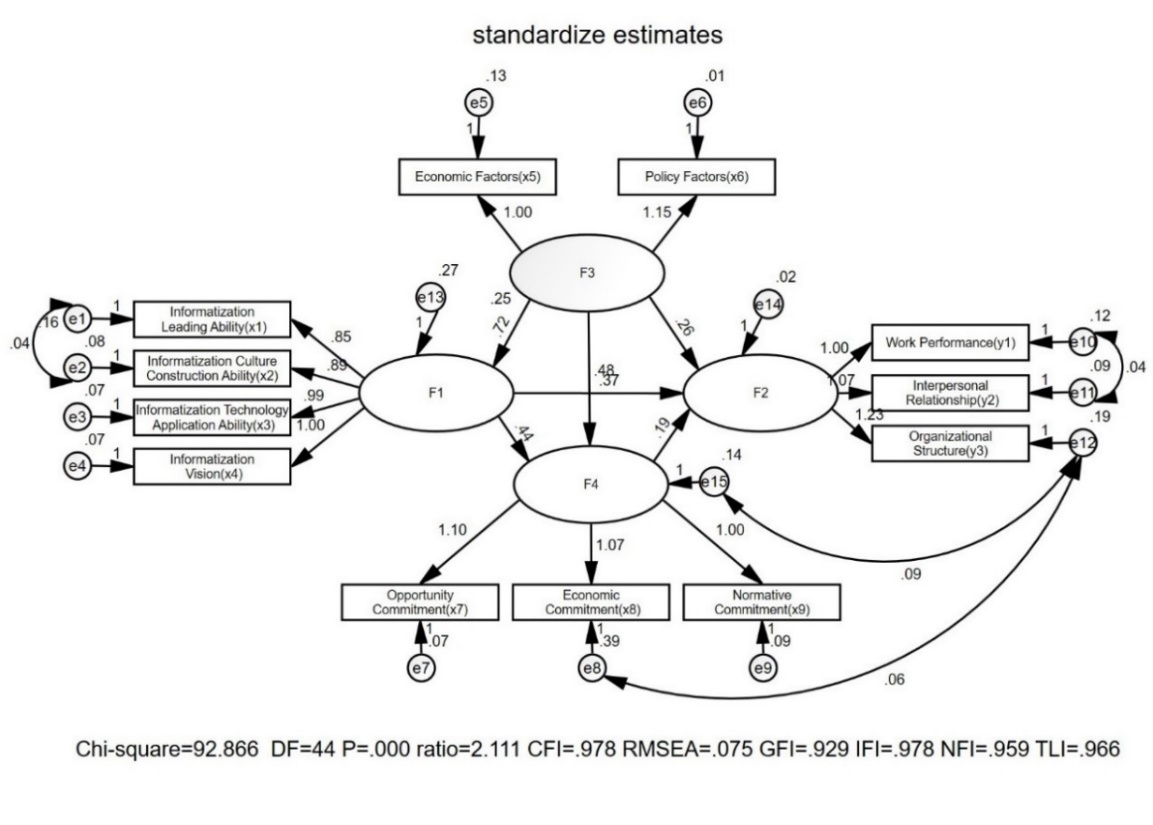 standardize estimates
.13
.01
e5
e6
1
1
Economic Factors(x5)
Policy Factors(x6)
1.00
1.15
F3
.27
.02
e13
e14
.25
1
.72
.26
1
.16
e1
1
Informatization
Leading Ability(x1)
.85
.04
.08
e2
1
Informatization Culture
Construction Ability(x2)
.89
.07
e3
1
Informatization Technology
Application Ability(x3)
.99
1.00
.07
e4
1
Informatization
Vision(x4)
F1
.48
.37
F2
1.00
Work Performance(y1)
1
e10
.12
1.07
Interpersonal
Relationship(y2)
1
e11
.09
.04
1.23
Organizational
Structure(y3)
1
e12
.19
.44
.19
F4
1
e15
.14
1.10
1.07
1.00
.09
Opportunity
Commitment(x7)
Economic
Commitment(x8)
Normative
Commitment(x9)
1
.07
1
.39
1
.09
e7
e8
e9
.06
Chi-square=92.866 DF=44 P=.000 ratio=2.111 CFI=.978 RMSEA=.075 GFI=.929 IFI=.978 NFI=.959 TLI=.966